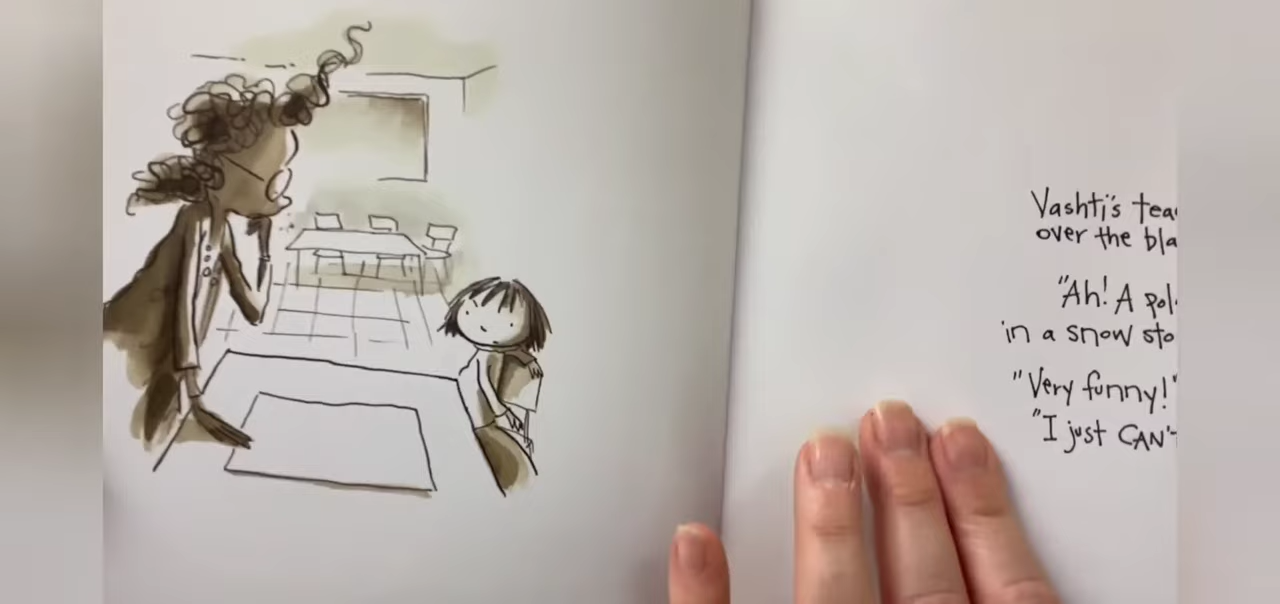 Vashti's tea
over the bla
"Ah! A pol
in a snow sto
"Very funny!"
"I just CAN'T